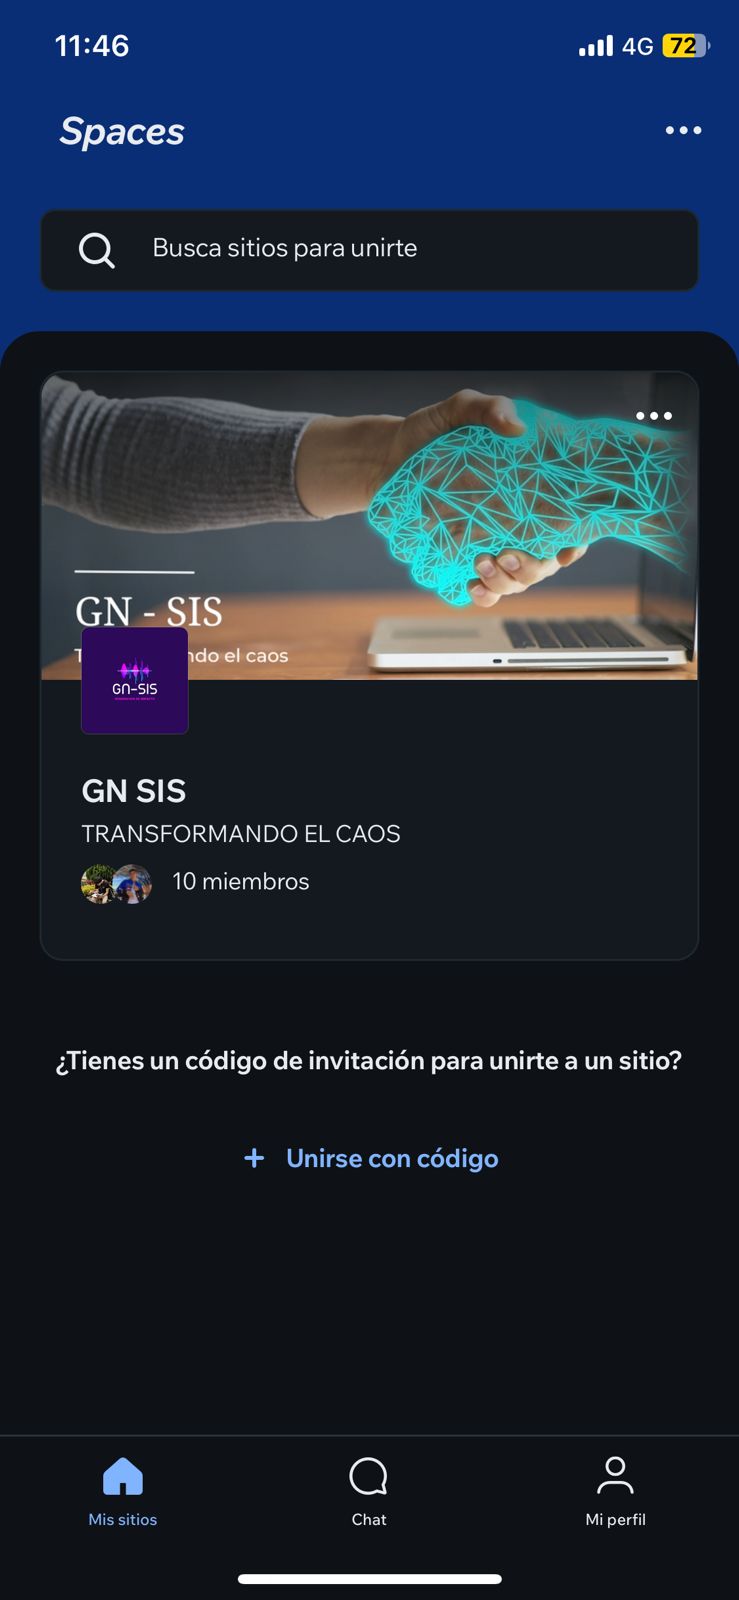 11:46
4G 72
Spaces
Busca sitios para unirte
GN - SIS
ndo el caos
GN-SIS
GN SIS
TRANSFORMANDO EL CAOS
10 miembros
¿Tienes un código de invitación para unirte a un sitio?
+ Unirse con código
Mis sitios
Chat
Mi perfil